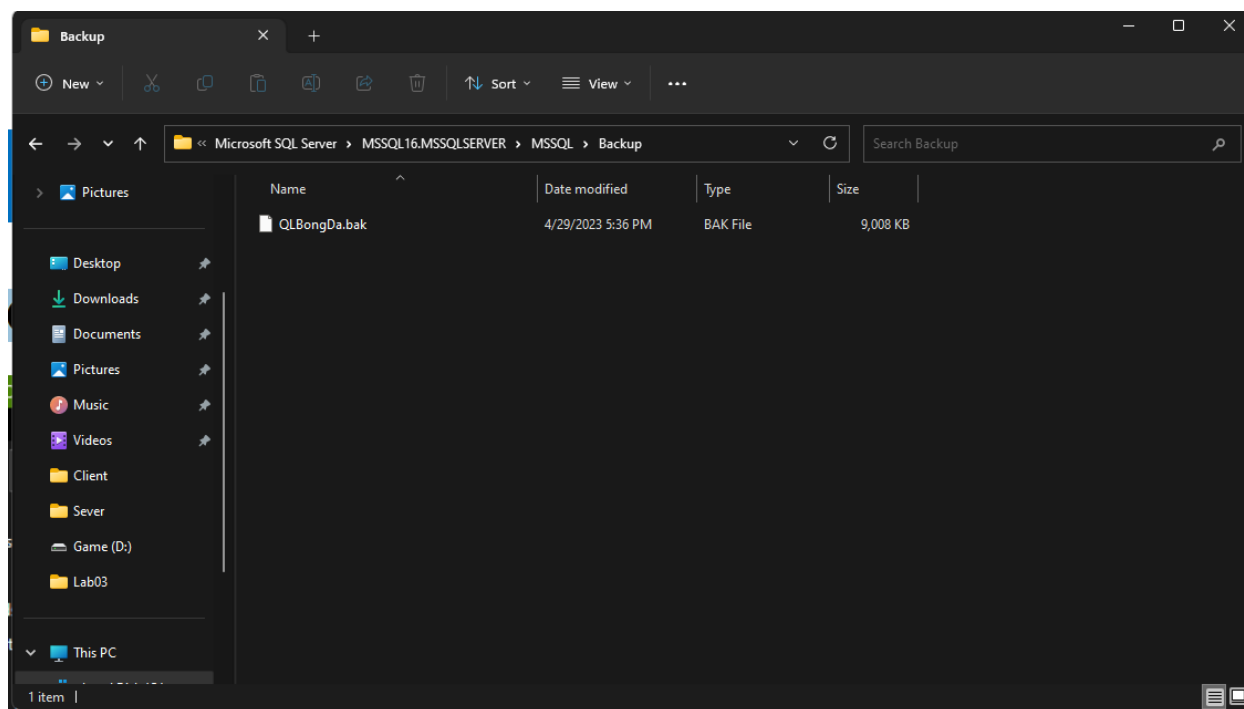 Backup
New
Sort
View
« Microsoft SQL Server > MSSQL16.MSSQLSERVER > MSSQL > Backup
Search Backup
Pictures
Desktop
Downloads
Documents
Pictures
Music
Videos
Client
Sever
Game (D:)
Lab03
This PC
Name Date modified Type Size
QLBongDa.bak 4/29/2023 5:36 PM BAK File 9,008 KB
1 item